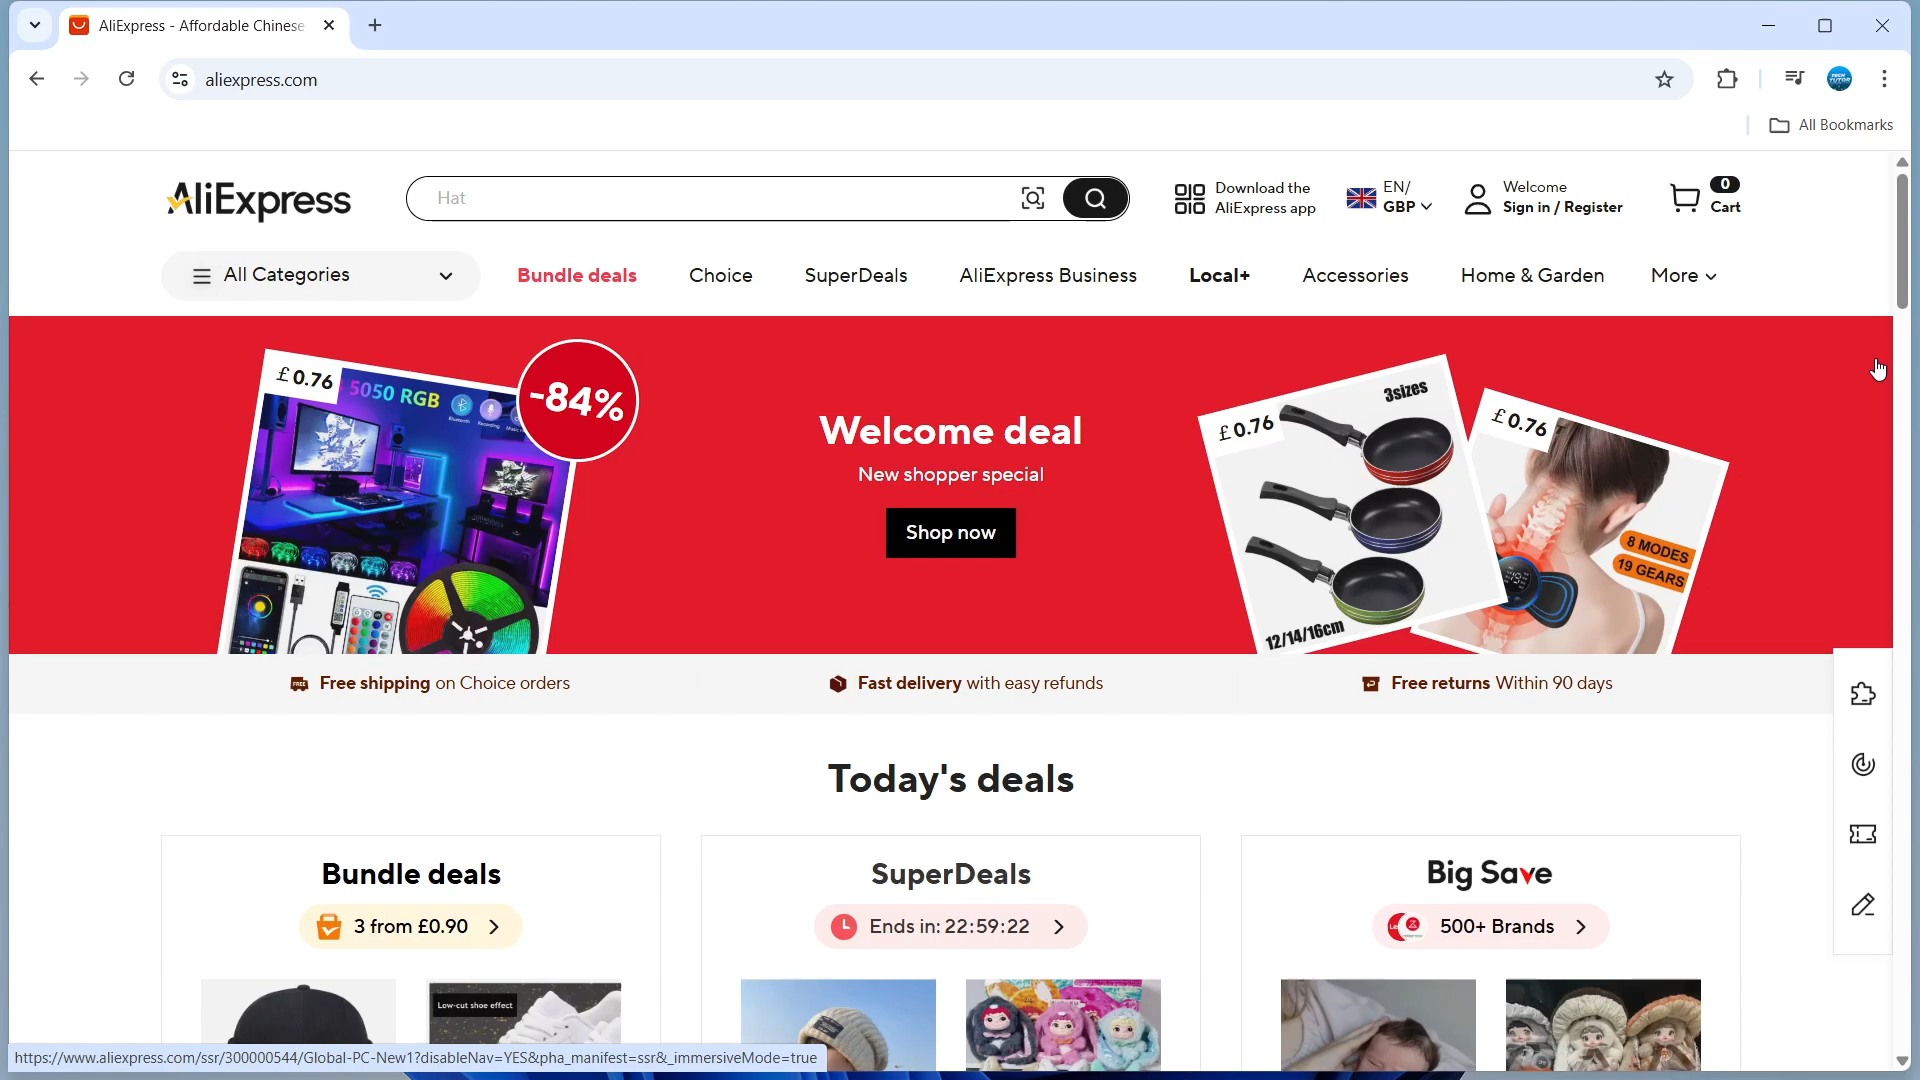 AliExpress - Affordable Chinese
aliexpress.com
All Bookmarks
AliExpress
Hat
Download the
AliExpress app
EN/
GBP
Welcome
Sign in / Register
0
Cart
All Categories
Bundle deals
Choice
SuperDeals
AliExpress Business
Local+
Accessories
Home & Garden
More
£0.76
5050 RGB
-84%
Welcome deal
New shopper special
Shop now
£0.76
3sizes
12/14/16cm
£0.76
8 MODES
19 GEARS
Free shipping on Choice orders
Fast delivery with easy refunds
Free returns Within 90 days
Today's deals
Bundle deals
3 from £0.90
SuperDeals
Ends in: 22:59:22
Big Save
500+ Brands
Low-cut shoe effect
https://www.aliexpress.com/ssr/300000544/Global-PC-New1?disableNav=YES&pha_manifest=ssr&_immersiveMode=true